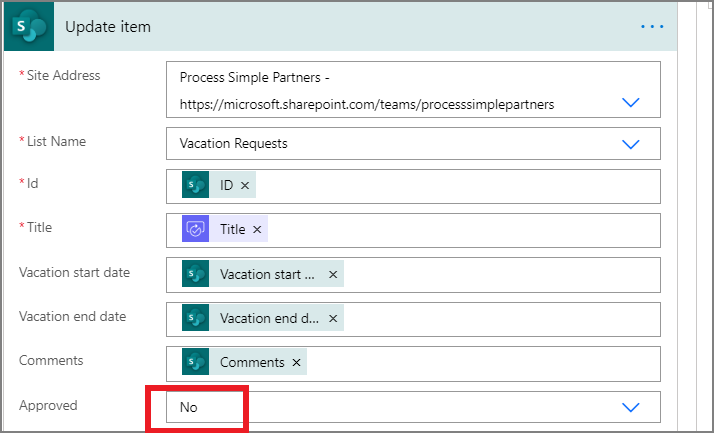 Update item
* Site Address
Process Simple Partners -
https://microsoft.sharepoint.com/teams/processsimplepartners
* List Name
Vacation Requests
* Id
ID ×
* Title
Title ×
Vacation start date
Vacation start ... ×
Vacation end date
Vacation end d... ×
Comments
Comments ×
Approved
No